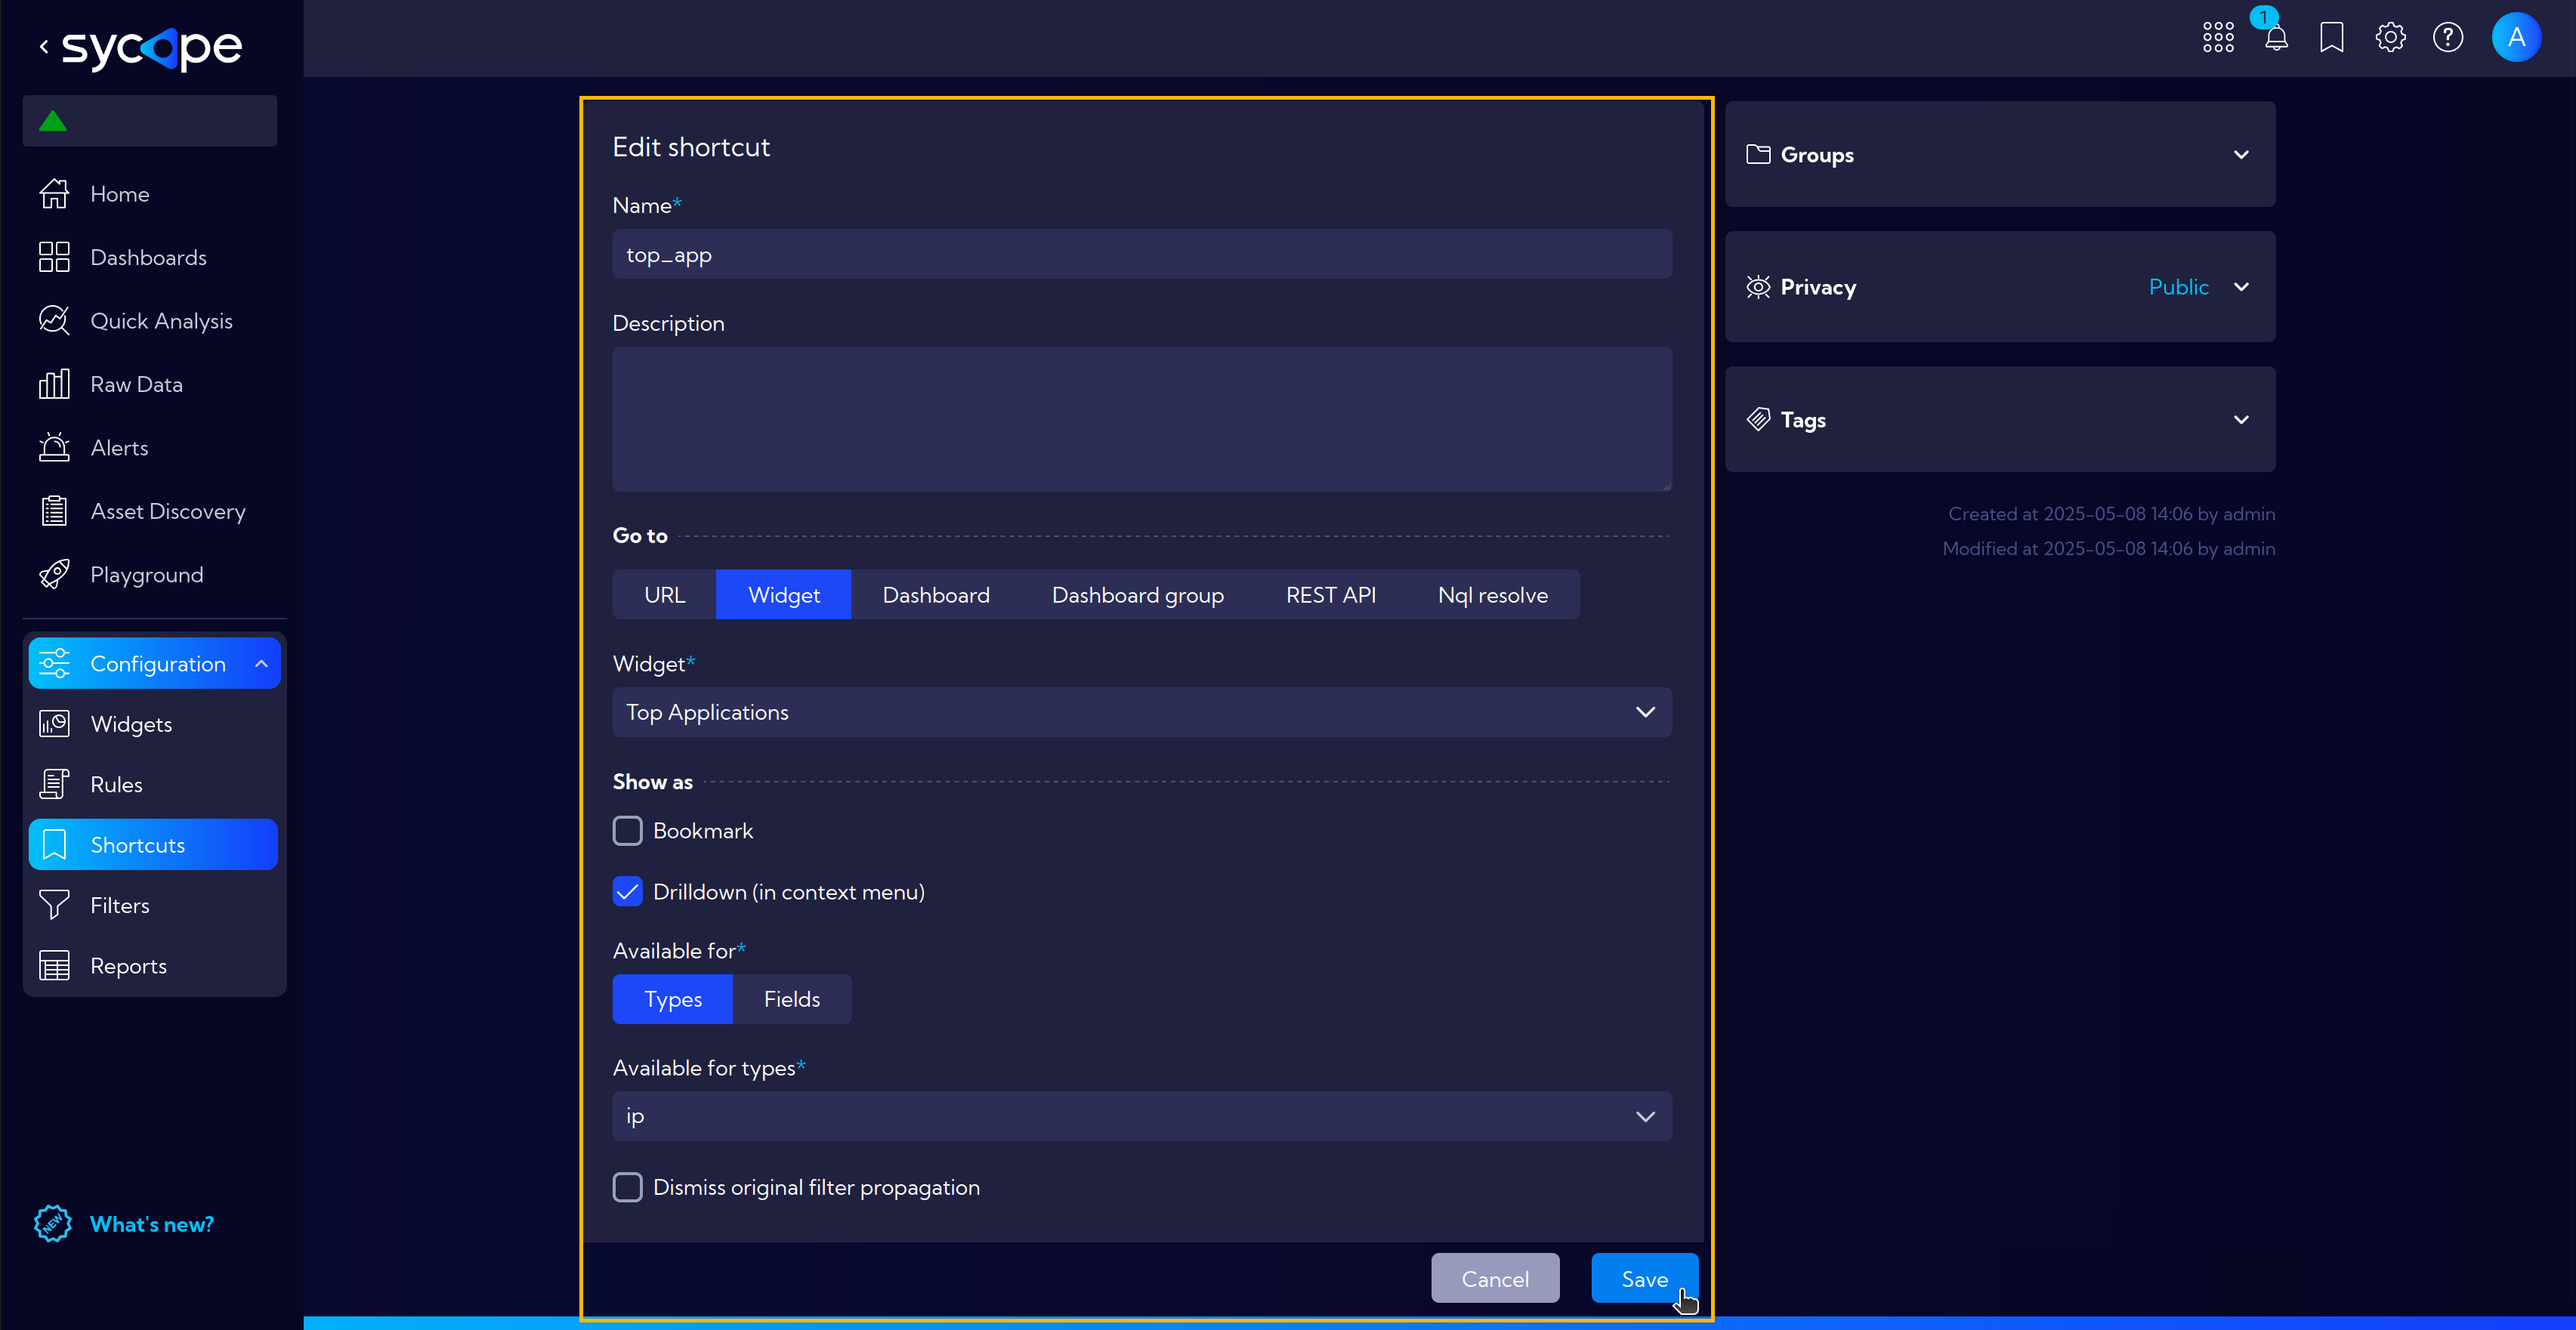 sycope
Home
Dashboards
Quick Analysis
Raw Data
Alerts
Asset Discovery
Playground
Configuration
Widgets
Rules
Shortcuts
Filters
Reports
NEW
What's new?
1
A
Edit shortcut
Name*
top_app
Description
Go to
URL Widget Dashboard Dashboard group REST API Nql resolve
Widget*
Top Applications
Show as
Bookmark
Drilldown (in context menu)
Available for*
Types Fields
Available for types*
ip
Dismiss original filter propagation
Cancel Save
Groups
Privacy Public
Tags
Created at 2025-05-08 14:06 by admin
Modified at 2025-05-08 14:06 by admin